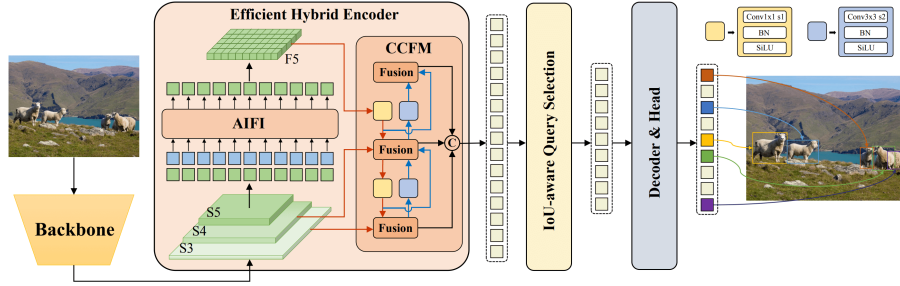 Efficient Hybrid Encoder
F5
AIFI
S5
S4
S3
Backbone
CCFM
Fusion
Fusion
Fusion
C
IoU-aware Query Selection
Decoder & Head
Conv1x1 s1
BN
SiLU
Conv3x3 s2
BN
SiLU